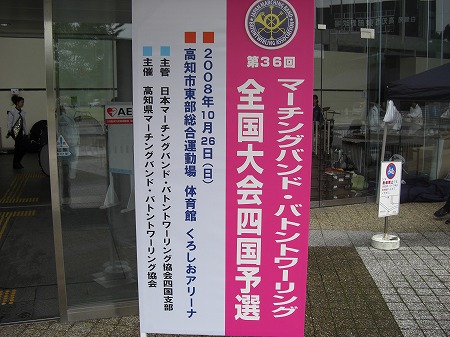 第36回
マーチングバンド・バトントワーリング
全国大会四国予選
2008年10月26日(日)
高知市東部総合運動場 体育館 くろしおアリーナ
主管 日本マーチングバンド・バトントワーリング協会四国支部
主催 高知県マーチングバンド・バトントワーリング協会
AED